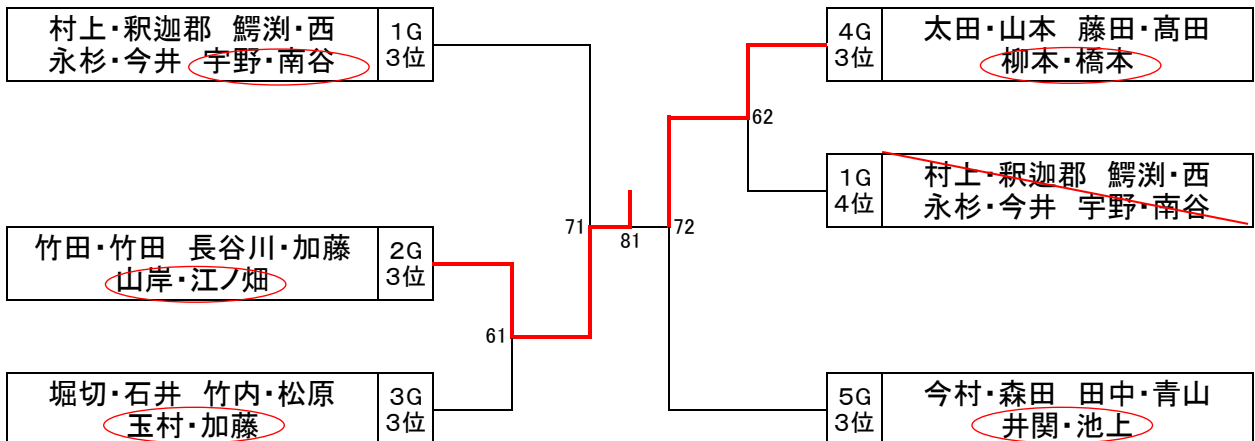 村上・釈迦郡 鰐渕・西
永杉・今井 宇野・南谷
1G
3位
竹田・竹田 長谷川・加藤
山岸・江ノ畑
2G
3位
堀切・石井 竹内・松原
玉村・加藤
3G
3位
61
71
81
72
62
4G
3位
太田・山本 藤田・髙田
柳本・橋本
1G
4位
村上・釈迦郡 鰐渕・西
永杉・今井 宇野・南谷
5G
3位
今村・森田 田中・青山
井関・池上